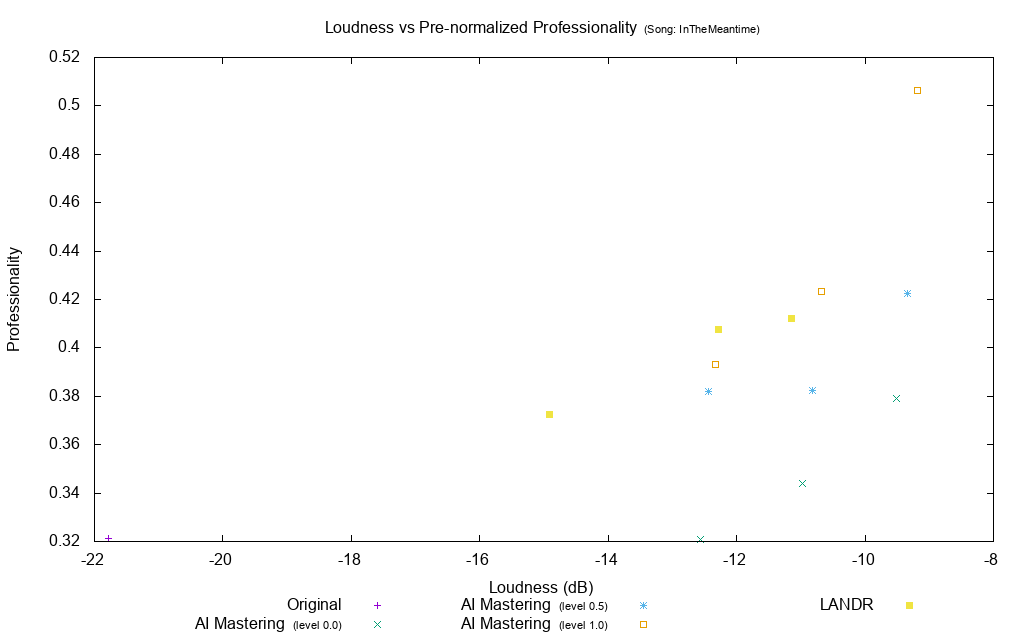 Loudness vs Pre-normalized Professionality (Song: InTheMeantime)
0.52
0.5
0.48
0.46
0.44
0.42
0.4
0.38
0.36
0.34
0.32
Professionality
-22 -20 -18 -16 -14 -12 -10 -8
Loudness (dB)
Original AI Mastering (level 0.5) LANDR
AI Mastering (level 0.0) AI Mastering (level 1.0)